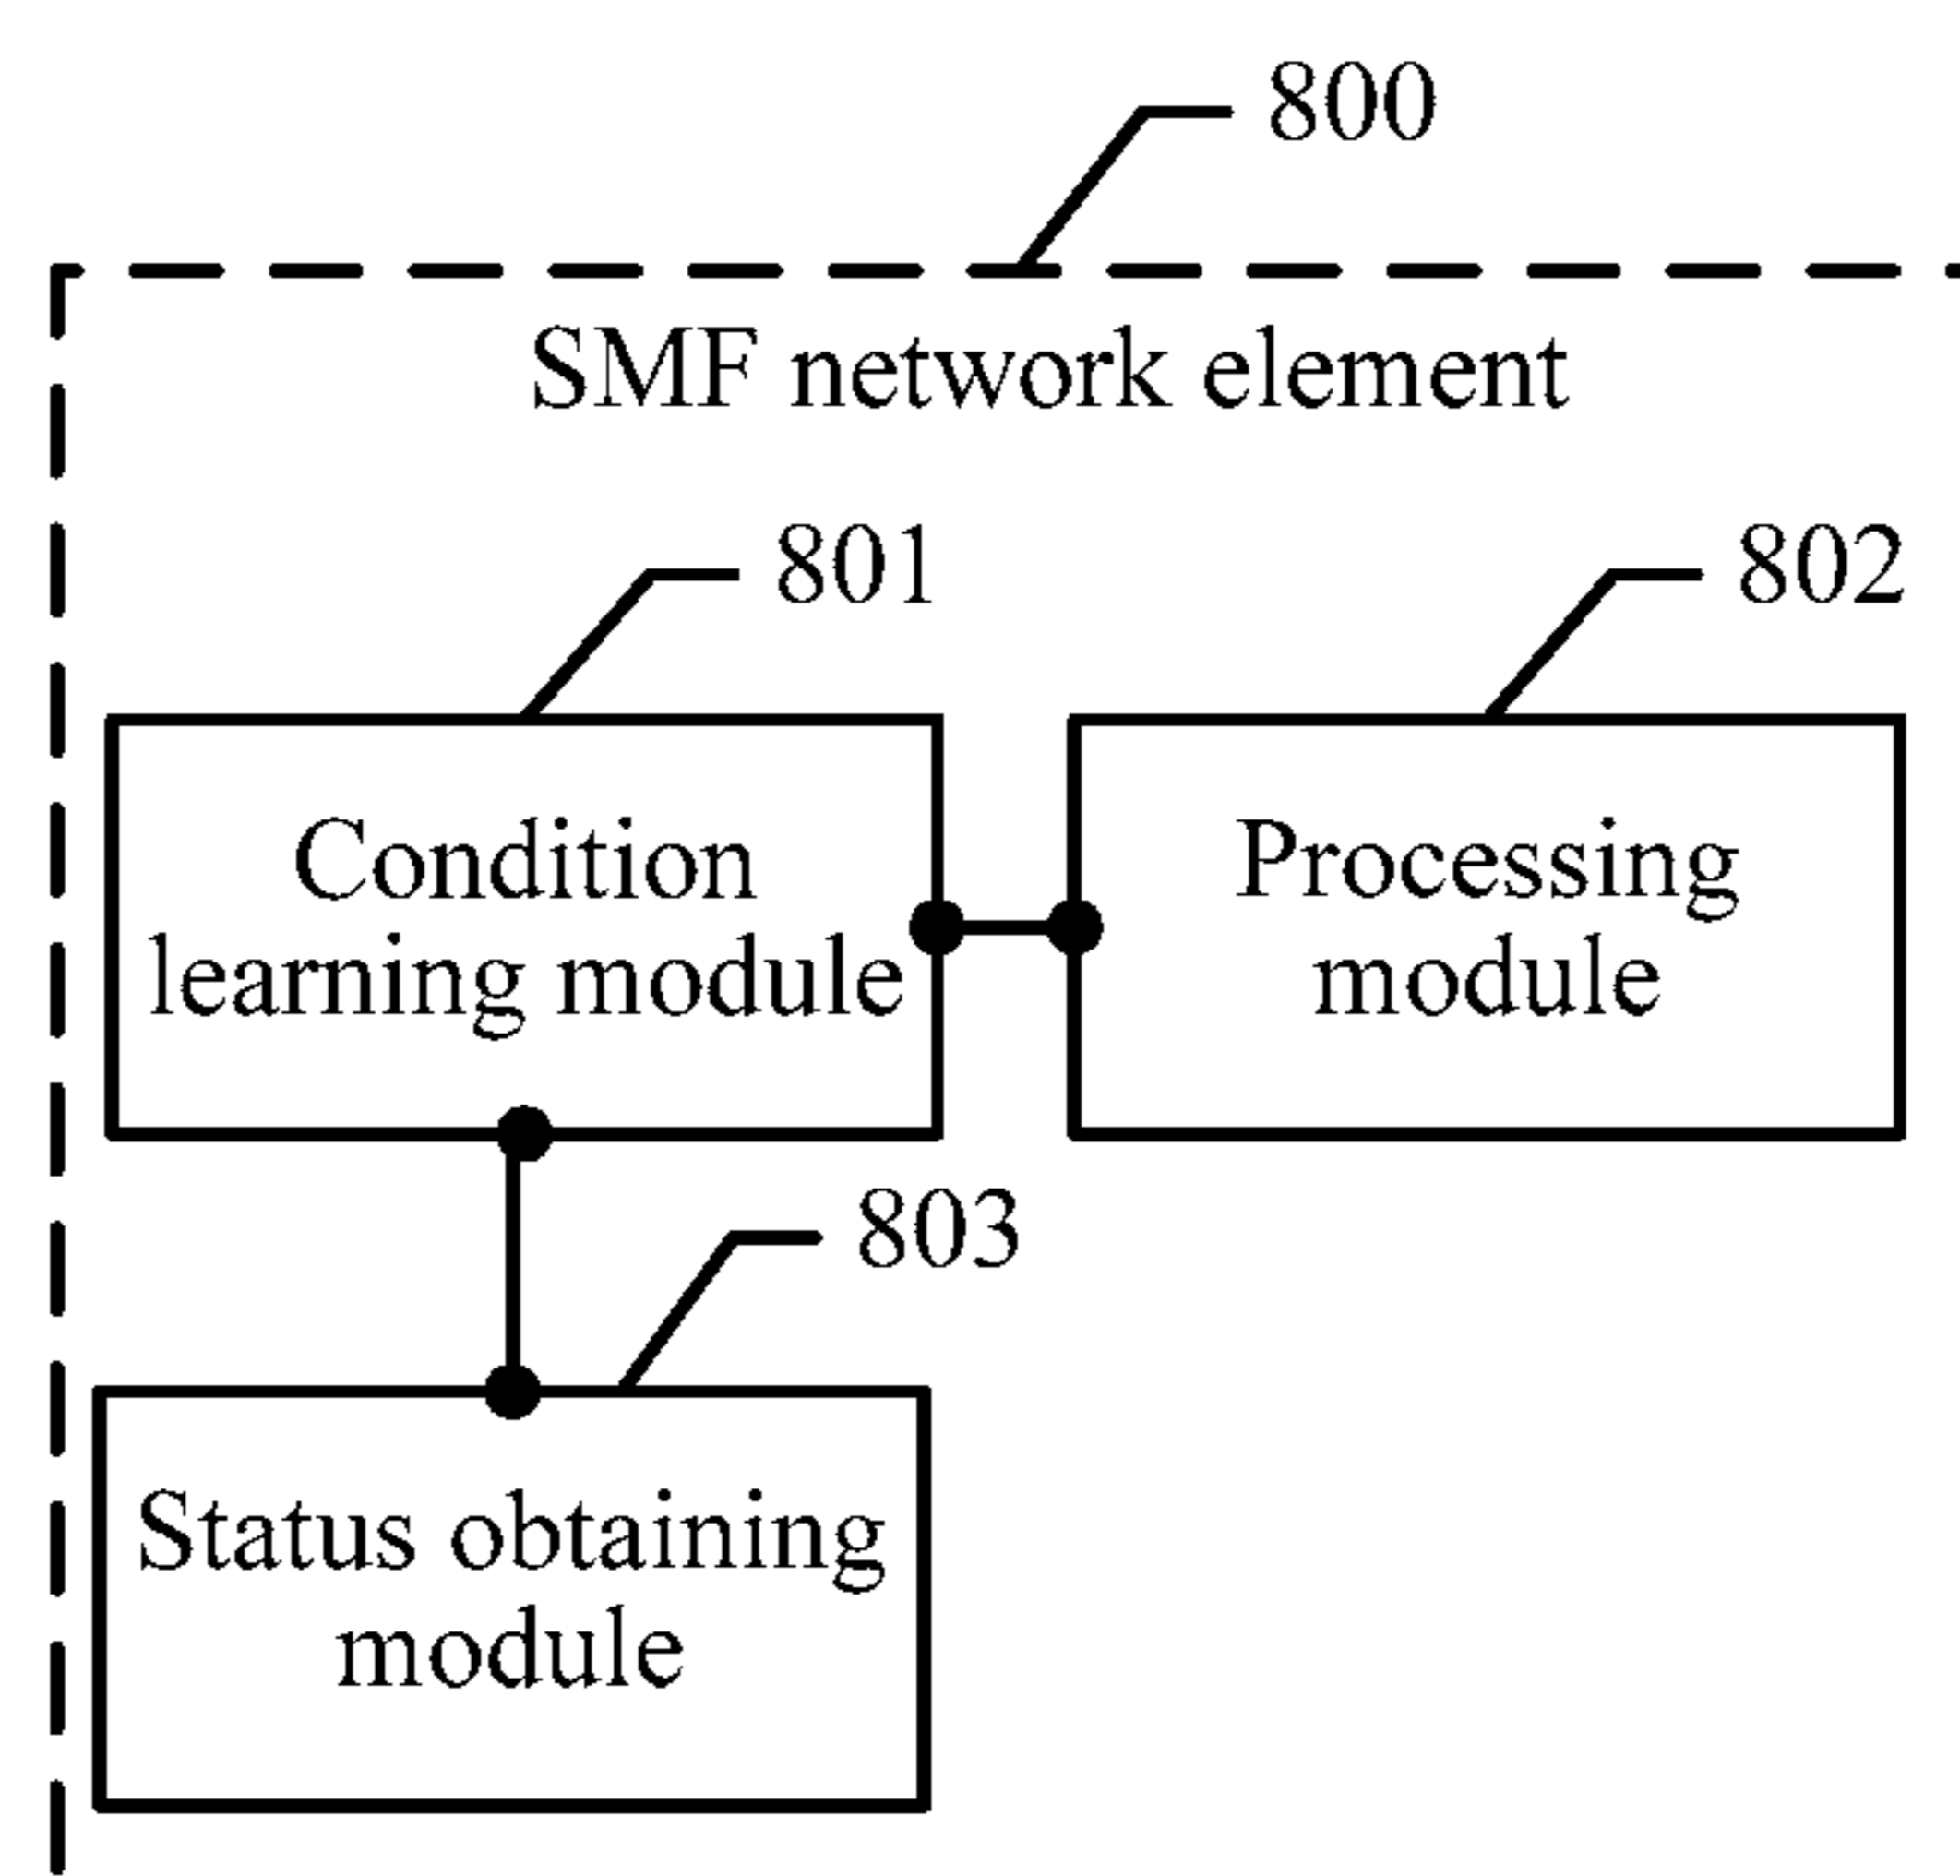 800
SMF network element
801
802
Condition
learning module
Processing
module
803
Status obtaining
module